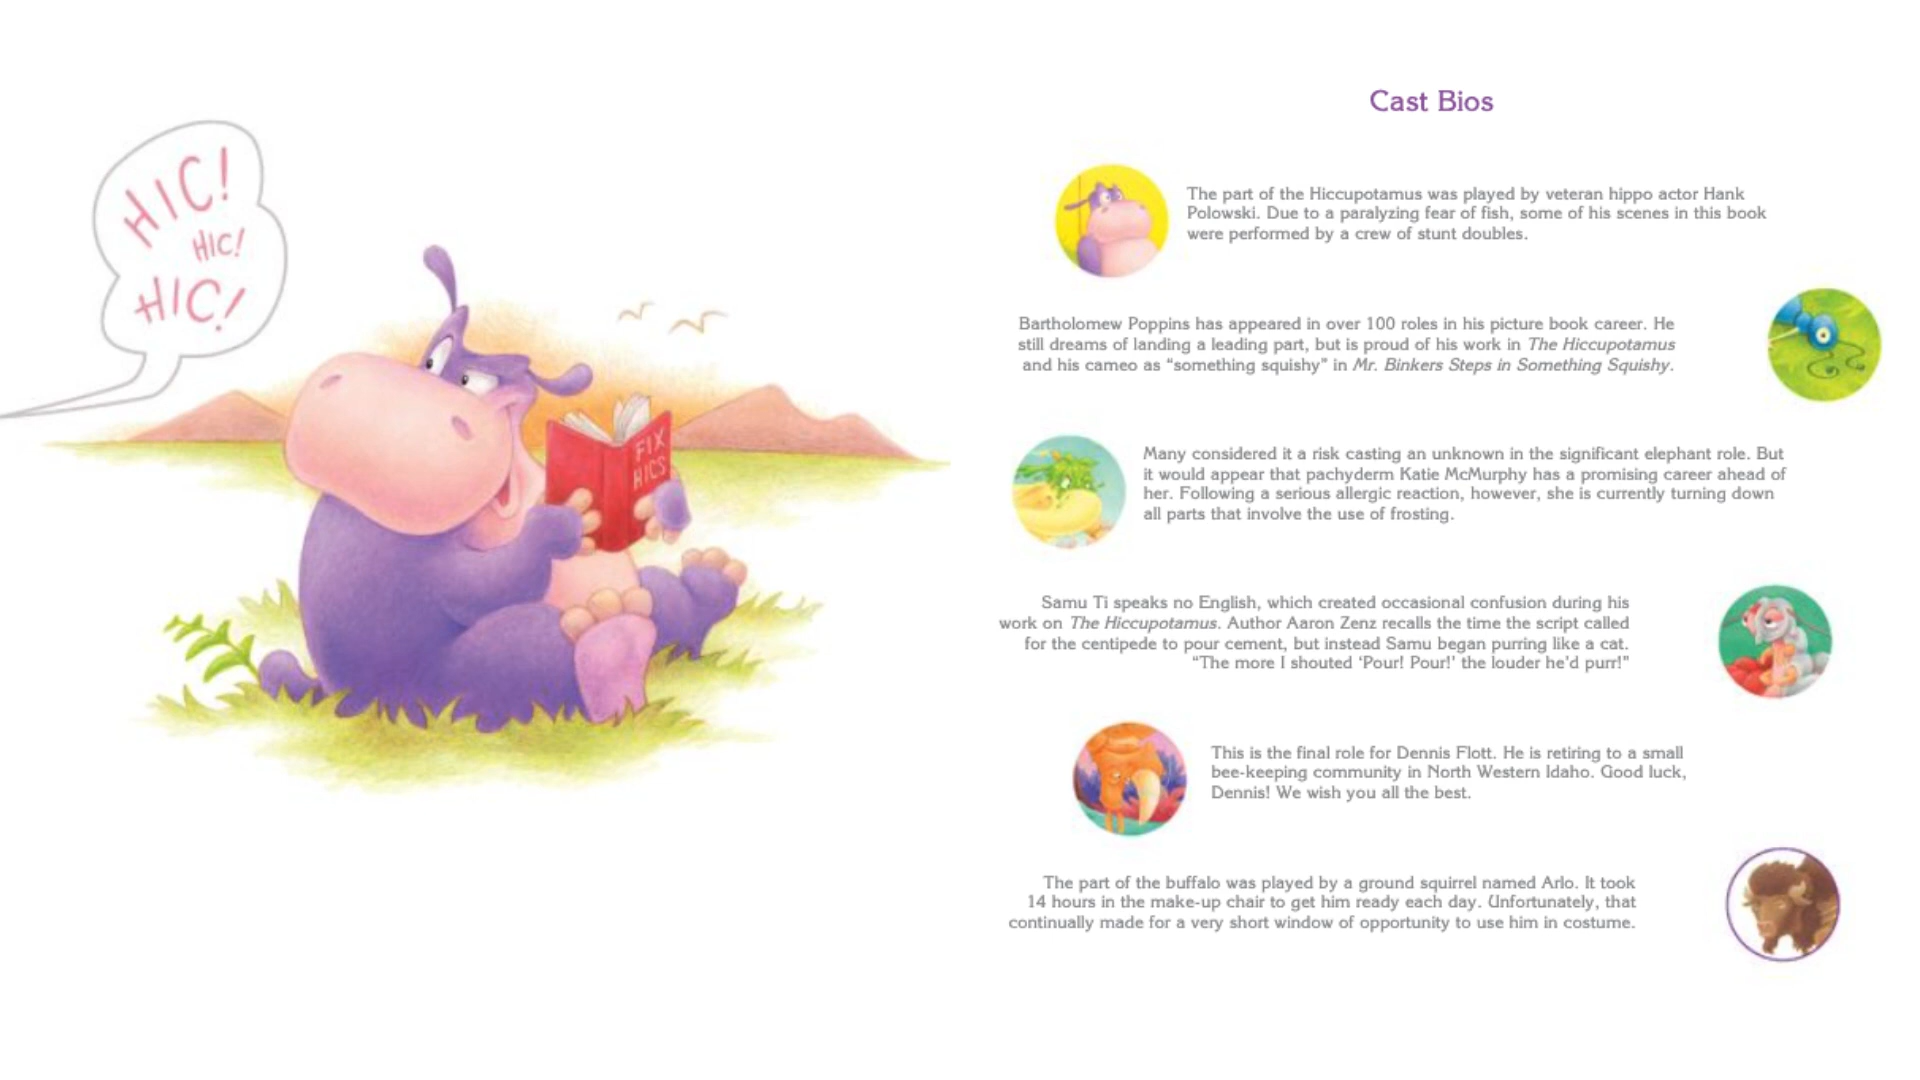 HIC!
HIC!
HIC!
FIX
HICS
Cast Bios
The part of the Hiccupotamus was played by veteran hippo actor Hank
Polowski. Due to a paralyzing fear of fish, some of his scenes in this book
were performed by a crew of stunt doubles.
Bartholomew Poppins has appeared in over 100 roles in his picture book career. He
still dreams of landing a leading part, but is proud of his work in The Hiccupotamus
and his cameo as “something squishy” in Mr. Binkers Steps in Something Squishy.
Many considered it a risk casting an unknown in the significant elephant role. But
it would appear that pachyderm Katie McMurphy has a promising career ahead of
her. Following a serious allergic reaction, however, she is currently turning down
all parts that involve the use of frosting.
Samu Ti speaks no English, which created occasional confusion during his
work on The Hiccupotamus. Author Aaron Zenz recalls the time the script called
for the centipede to pour cement, but instead Samu began purring like a cat.
“The more I shouted ‘Pour! Pour!’ the louder he’d purr!”
This is the final role for Dennis Flott. He is retiring to a small
bee-keeping community in North Western Idaho. Good luck,
Dennis! We wish you all the best.
The part of the buffalo was played by a ground squirrel named Arlo. It took
14 hours in the make-up chair to get him ready each day. Unfortunately, that
continually made for a very short window of opportunity to use him in costume.